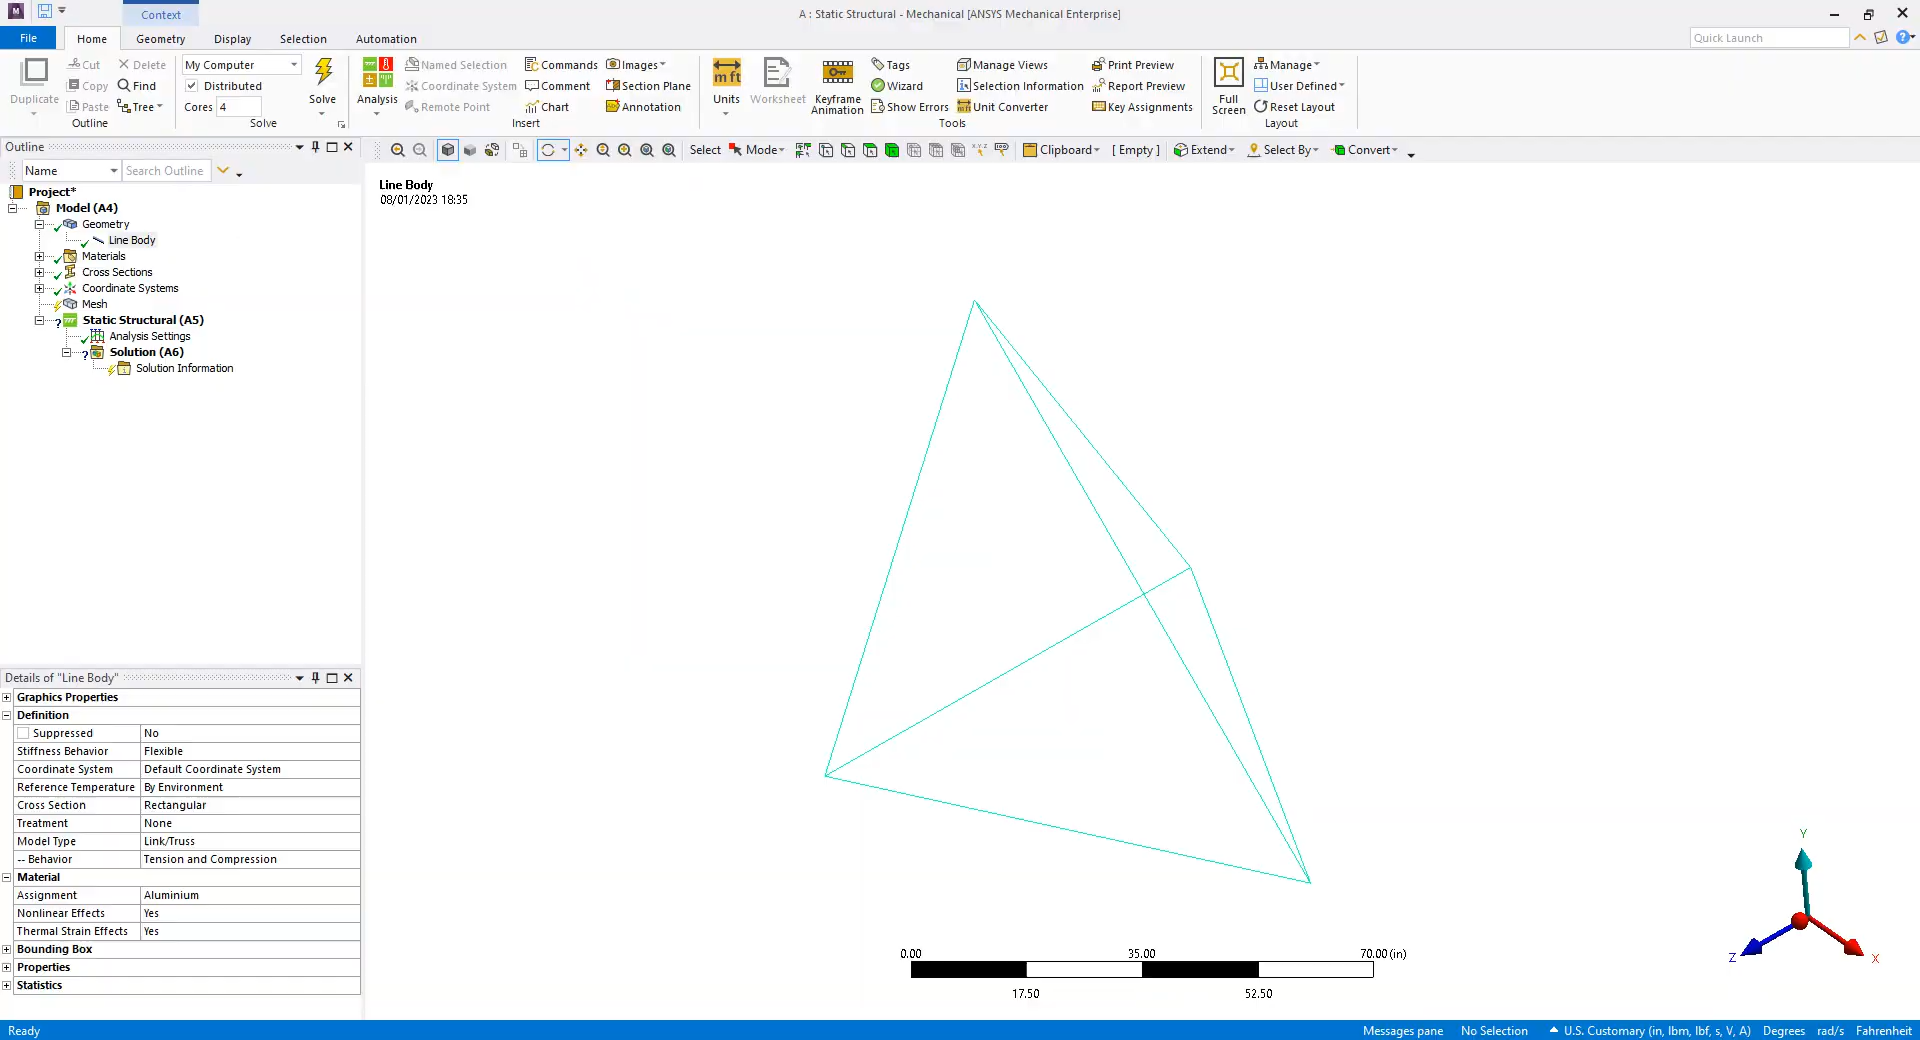 Context
A : Static Structural - Mechanical [ANSYS Mechanical Enterprise]
File Home Geometry Display Selection Automation
Quick Launch
Duplicate
Cut Delete
Copy Find
Paste Tree
Outline
My Computer
Distributed
Cores 4
Solve
Solve
Analysis
Named Selection Commands Images
Coordinate System Comment Section Plane
Remote Point Chart Annotation
Insert
Units
Worksheet
Keyframe
Animation
Tags Manage Views Print Preview
Wizard Selection Information Report Preview
Show Errors Unit Converter Key Assignments
Tools
Full
Screen
Manage
User Defined
Reset Layout
Layout
Outline
Select Mode Clipboard [ Empty ] Extend Select By Convert
Name Search Outline
Project*
Model (A4)
Geometry
Line Body
Materials
Cross Sections
Coordinate Systems
Mesh
Static Structural (A5)
Analysis Settings
Solution (A6)
Solution Information
Line Body
08/01/2023 18:35
Details of "Line Body"
Graphics Properties
Definition
Suppressed No
Stiffness Behavior Flexible
Coordinate System Default Coordinate System
Reference Temperature By Environment
Cross Section Rectangular
Treatment None
Model Type Link/Truss
-- Behavior Tension and Compression
Material
Assignment Aluminium
Nonlinear Effects Yes
Thermal Strain Effects Yes
Bounding Box
Properties
Statistics
0.00 35.00 70.00 (in)
17.50 52.50
Y
Z
X
Ready
Messages pane No Selection U.S. Customary (in, lbm, lbf, s, V, A) Degrees rad/s Fahrenheit